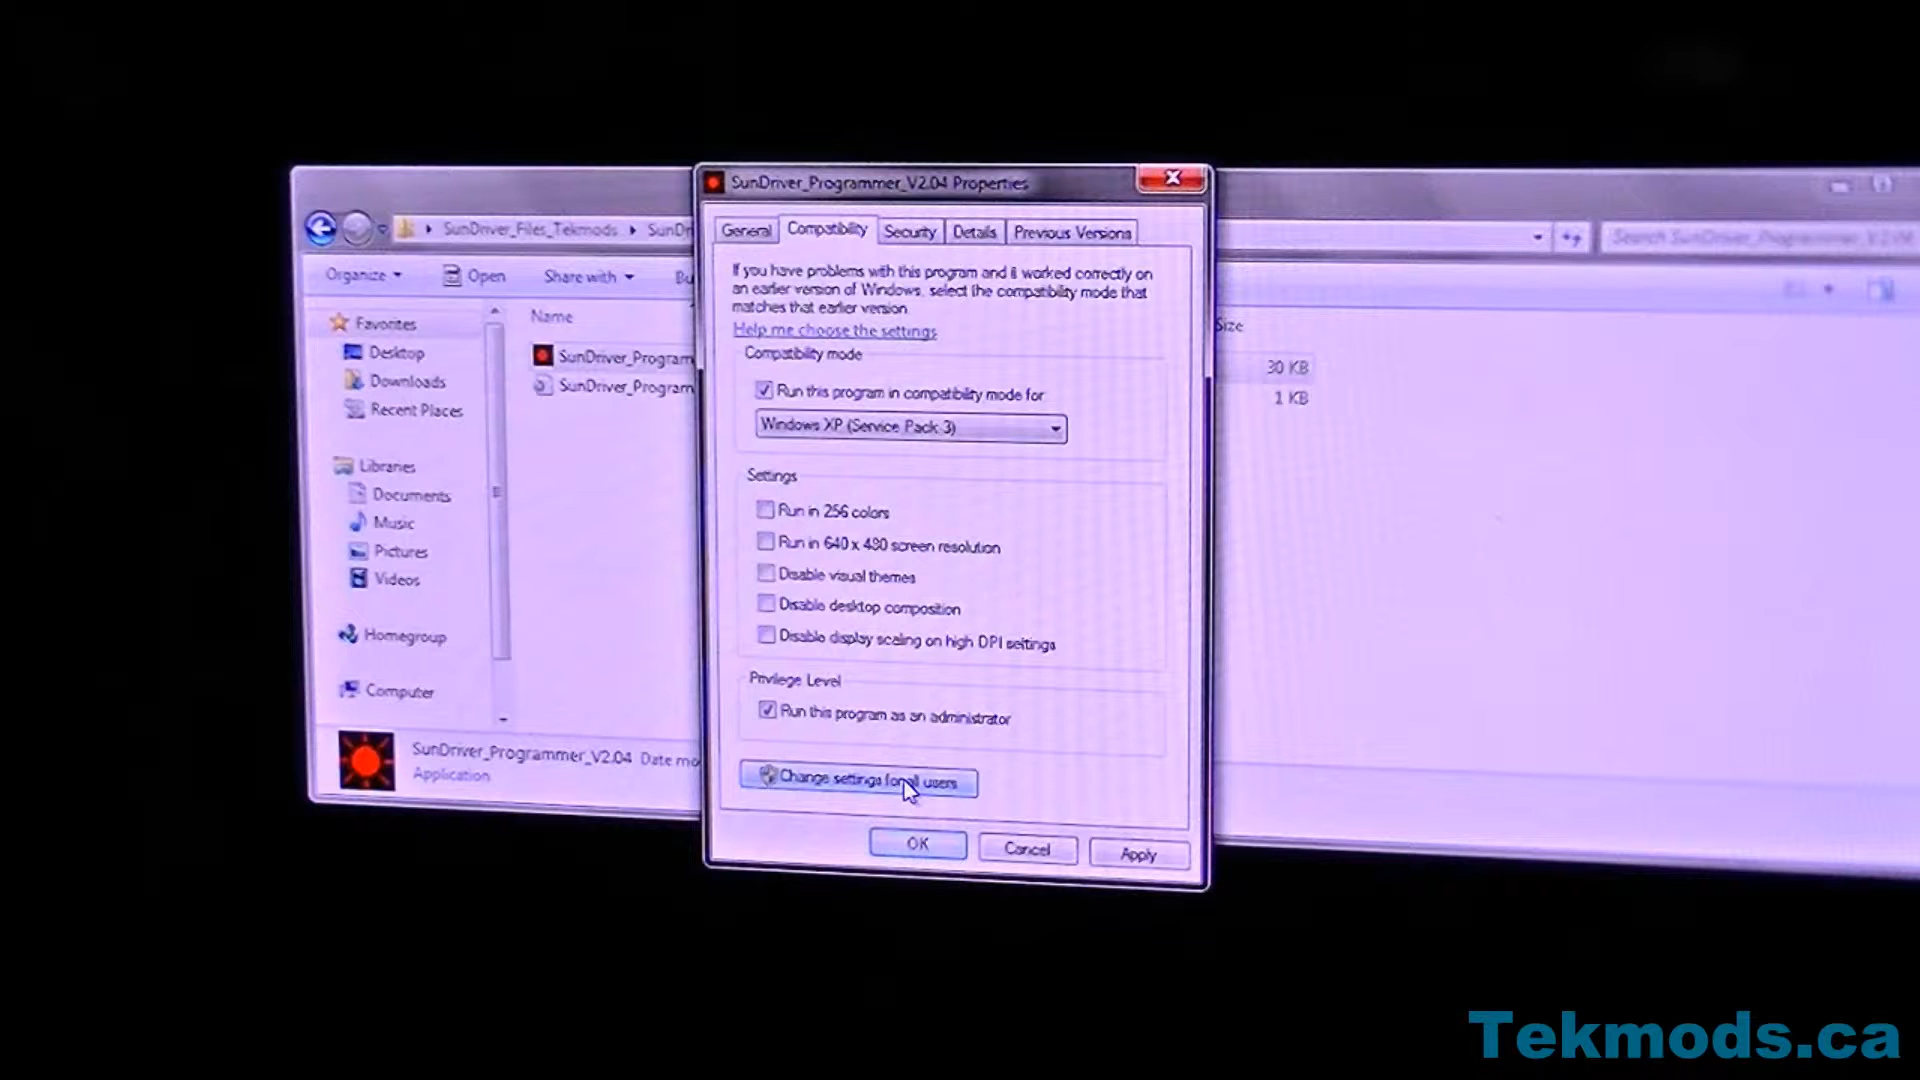 SunDriver_Programmer_V2.04 Properties
SunDriver_Files_Tekmods
SunDr
Search SunDriver_Programmer_V2
General
Compatibility
Security
Details
Previous Versions
Organize
Open
Share with
Bu
If you have problems with this program and it worked correctly on
an earlier version of Windows, select the compatibility mode that
matches that earlier version.
Help me choose the settings
Name
Size
Favorites
Desktop
Downloads
Recent Places
Libraries
Documents
Music
Pictures
Videos
Homegroup
Computer
SunDriver_Program
30 KB
SunDriver_Program
1 KB
Compatibility mode
Run this program in compatibility mode for
Windows XP (Service Pack 3)
Settings
Run in 256 colors
Run in 640 x 480 screen resolution
Disable visual themes
Disable desktop composition
Disable display scaling on high DPI settings
Privilege Level
Run this program as an administrator
Change settings for all users
OK
Cancel
Apply
SunDriver_Programmer_V2.04 Date mo
Application
Tekmods.ca